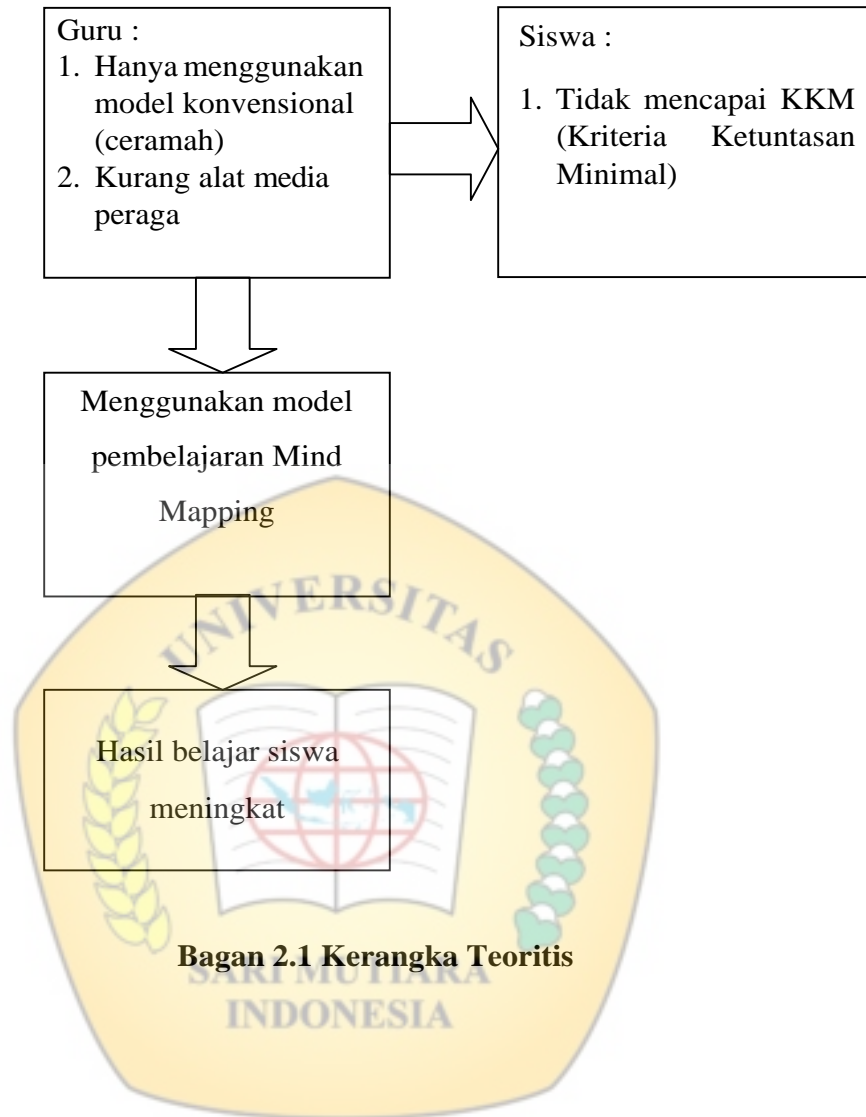 Guru :
1. Hanya menggunakan
model konvensional
(ceramah)
2. Kurang alat media
peraga
Siswa :
1. Tidak mencapai KKM
(Kriteria Ketuntasan
Minimal)
Menggunakan model
pembelajaran Mind
Mapping
UNIVERSITAS
Hasil belajar siswa
meningkat
Bagan 2.1 Kerangka Teoritis
SARI MUTIARA
INDONESIA